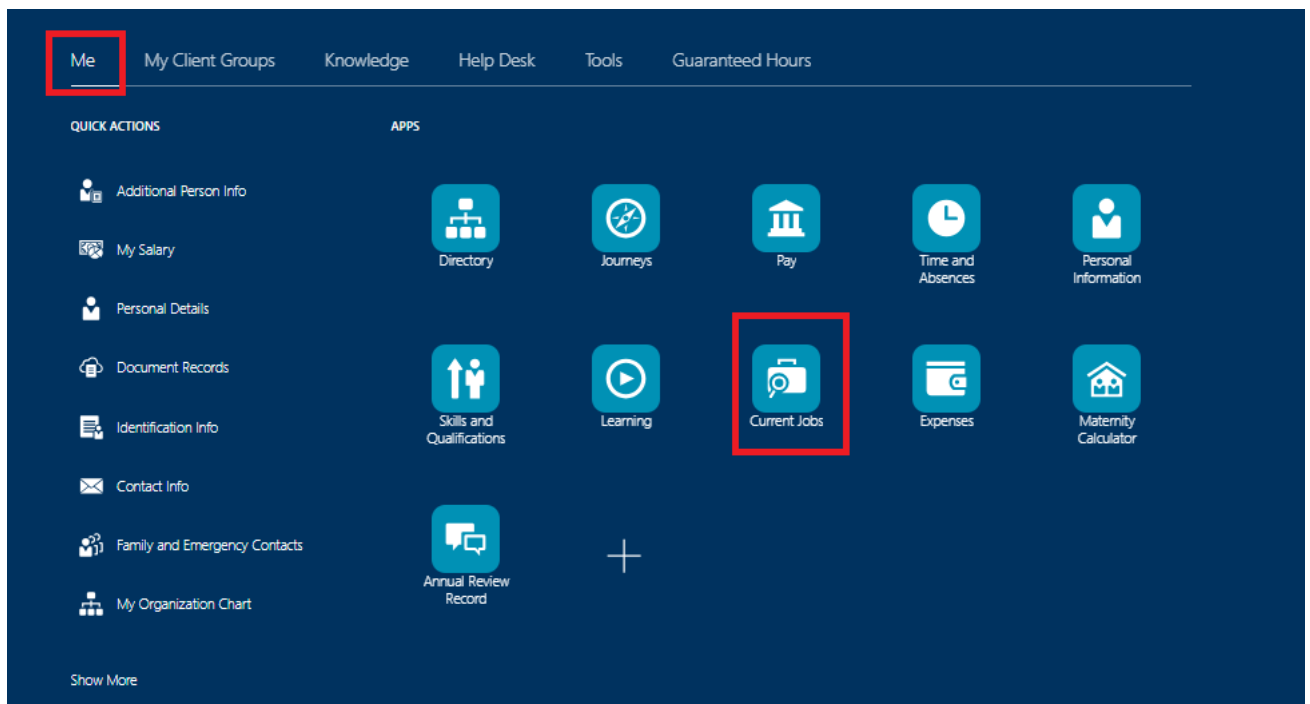 Me
My Client Groups
Knowledge
Help Desk
Tools
Guaranteed Hours
QUICK ACTIONS
Additional Person Info
My Salary
Personal Details
Document Records
Identification Info
Contact Info
Family and Emergency Contacts
My Organization Chart
Show More
APPS
Directory
Journeys
Pay
Time and
Absences
Personal
Information
Skills and
Qualifications
Learning
Current Jobs
Expenses
Maternity
Calculator
Annual Review
Record